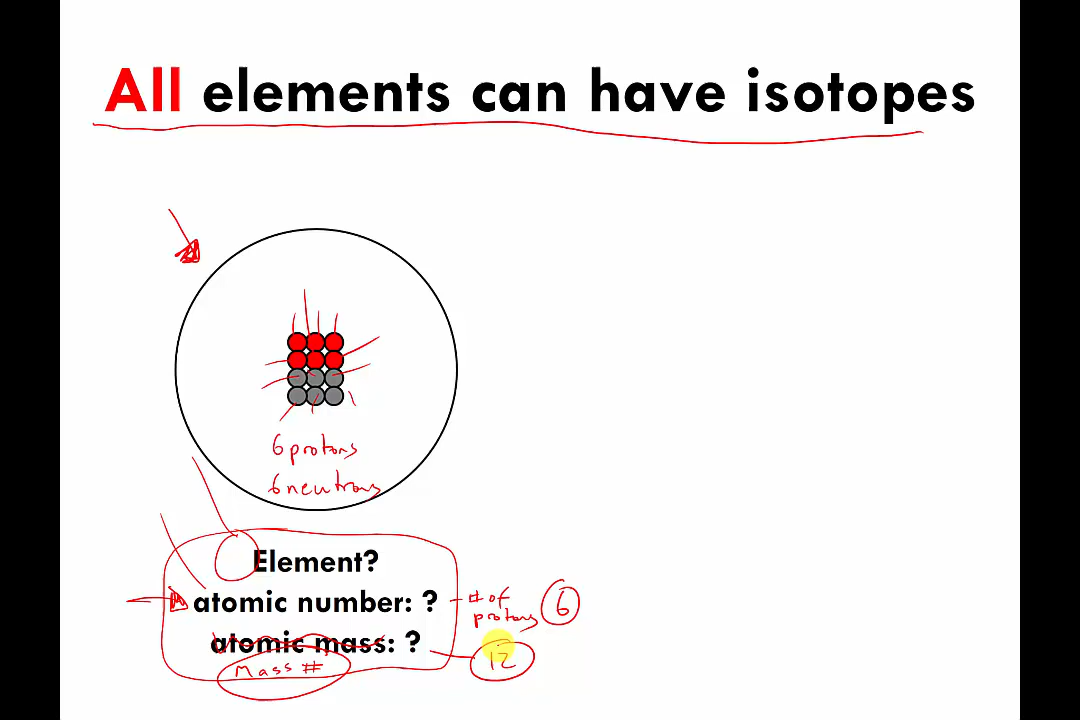 All elements can have isotopes
6 protons
6 neutrons
Element?
atomic number: ?
# of
protons
6
atomic mass: ?
Mass #
12